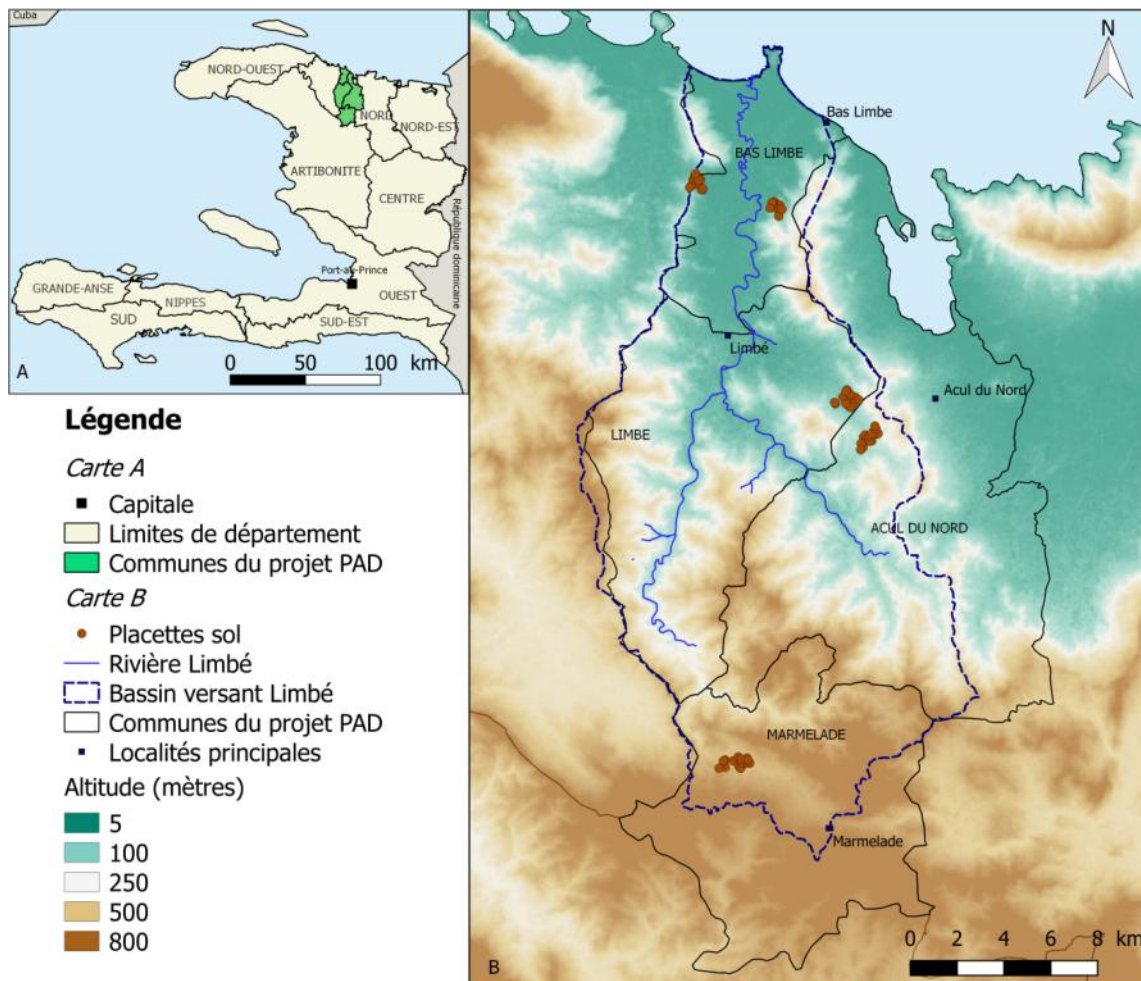 Cuba
NORD-OUEST
NORD
NORD-EST
ARTIBONITE
CENTRE
République dominicaine
Port-au-Prince
GRANDE-ANSE
NIPPES
OUEST
SUD
SUD-EST
A
0 50 100 km
Légende
Carte A
Capitale
Limites de département
Communes du projet PAD
Carte B
Placettes sol
Rivière Limbé
Bassin versant Limbé
Communes du projet PAD
Localités principales
Altitude (mètres)
5
100
250
500
800
N
Bas Limbe
BAS LIMBE
Limbé
Acul du Nord
LIMBE
ACUL DU NORD
MARMELADE
Marmelade
0 2 4 6 8 km
B